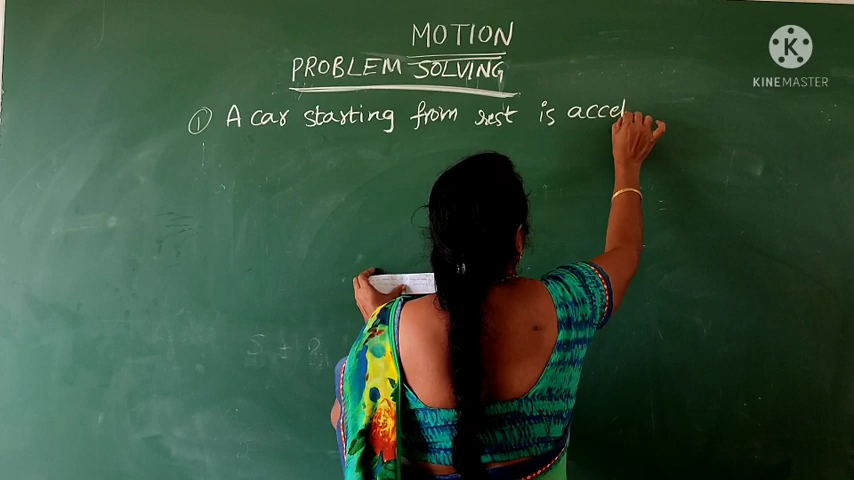 MOTION
PROBLEM SOLVING
① A car starting from rest is accel
K
KINEMASTER